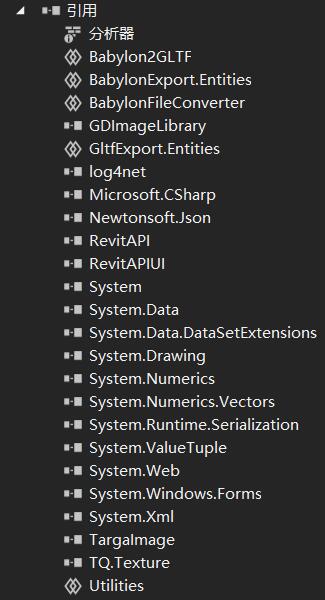 引用
分析器
Babylon2GLTF
BabylonExport.Entities
BabylonFileConverter
GDImageLibrary
GltfExport.Entities
log4net
Microsoft.CSharp
Newtonsoft.Json
RevitAPI
RevitAPIUI
System
System.Data
System.Data.DataSetExtensions
System.Drawing
System.Numerics
System.Numerics.Vectors
System.Runtime.Serialization
System.ValueTuple
System.Web
System.Windows.Forms
System.Xml
TargaImage
TQ.Texture
Utilities